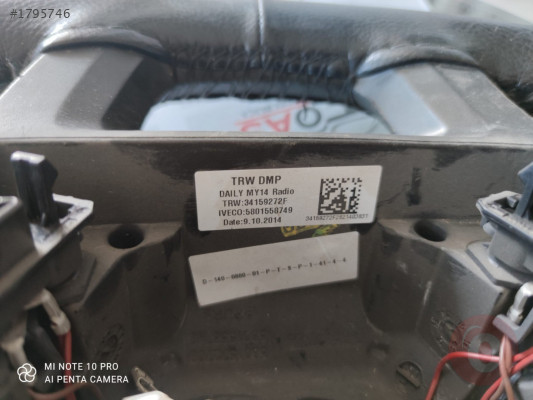 #1795746
TRW DMP
DAILY MY14 Radio
TRW:34159272F
IVECO:5801558749
Date:9.10.2014
MI NOTE 10 PRO
AI PENTA CAMERA